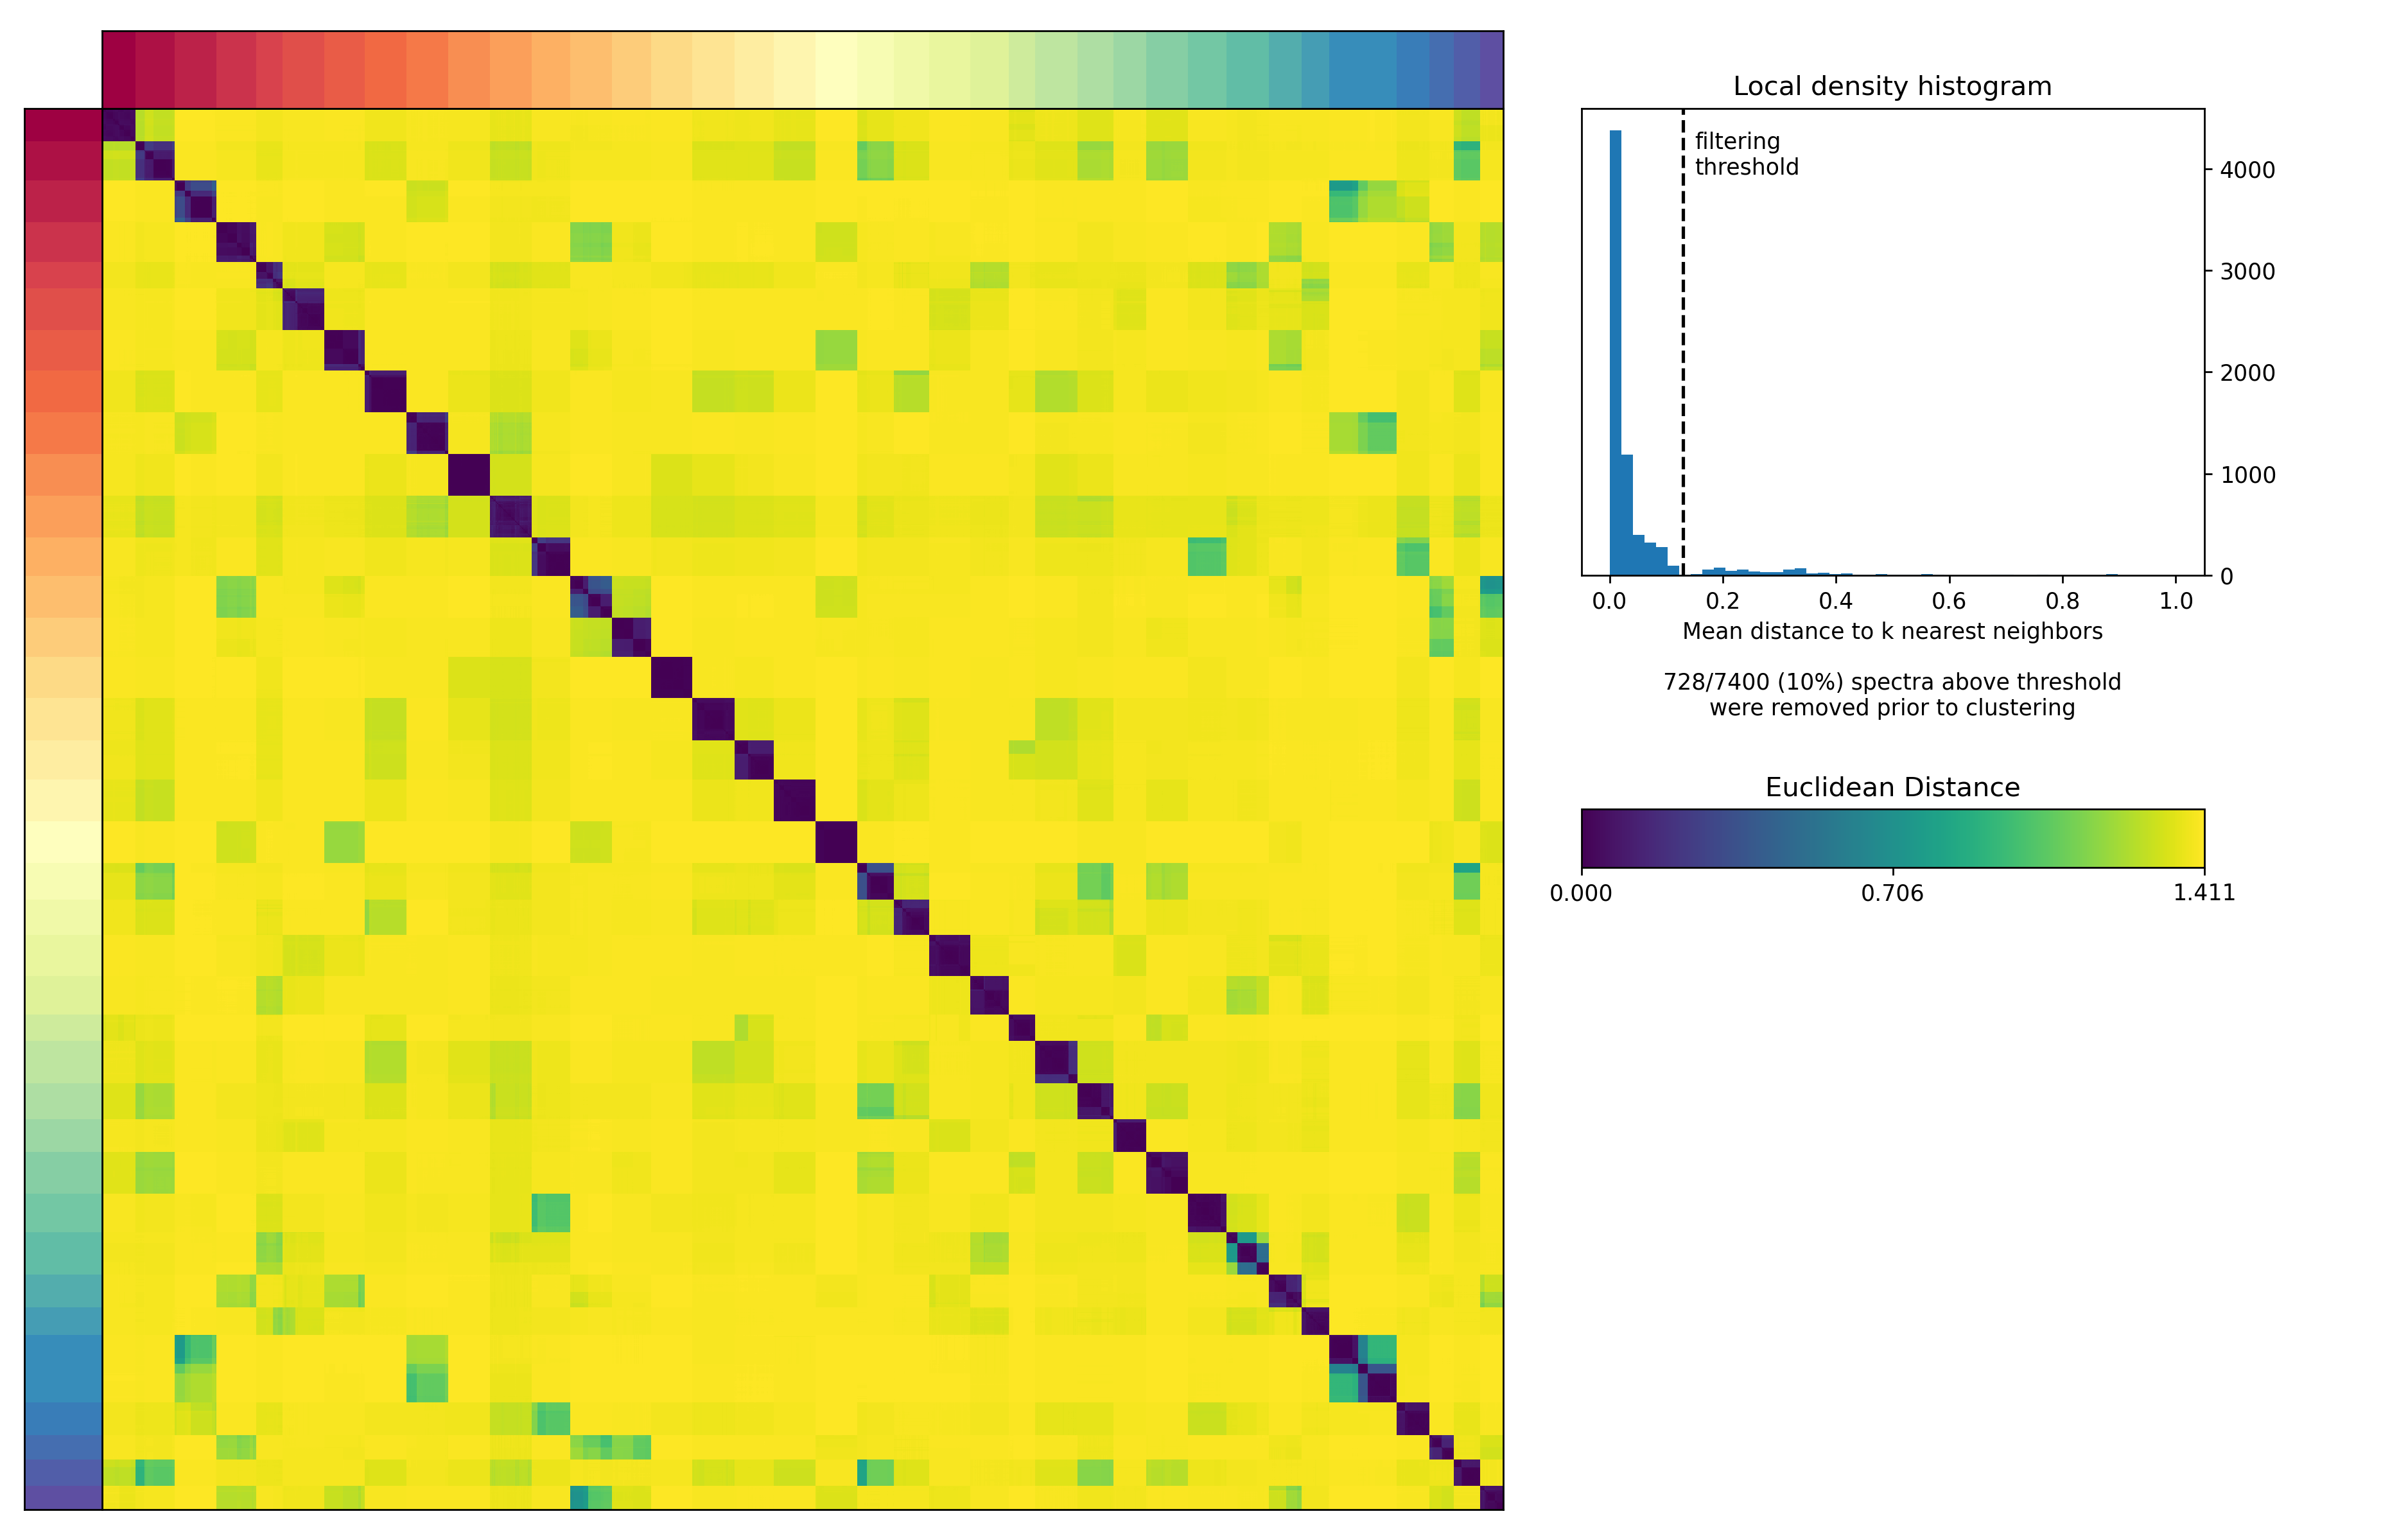 Local density histogram
filtering
threshold
4000
3000
2000
1000
0
0.0 0.2 0.4 0.6 0.8 1.0
Mean distance to k nearest neighbors
728/7400 (10%) spectra above threshold
were removed prior to clustering
Euclidean Distance
0.000 0.706 1.411